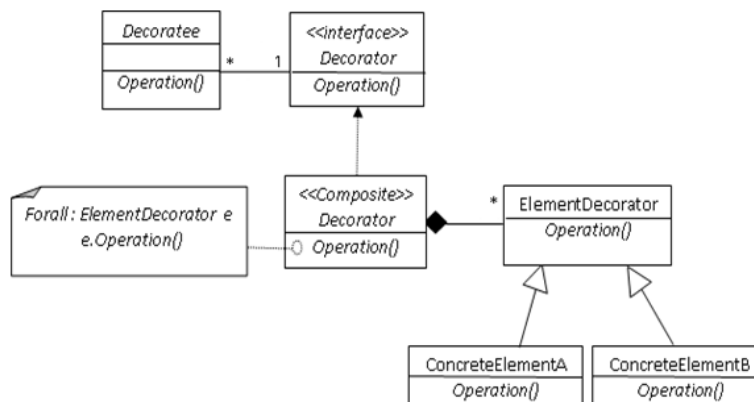 Decoratee
Operation()
*
1
<<interface>>
Decorator
Operation()
Forall : ElementDecorator e
e.Operation()
<<Composite>>
Decorator
Operation()
*
ElementDecorator
Operation()
ConcreteElementA
Operation()
ConcreteElementB
Operation()